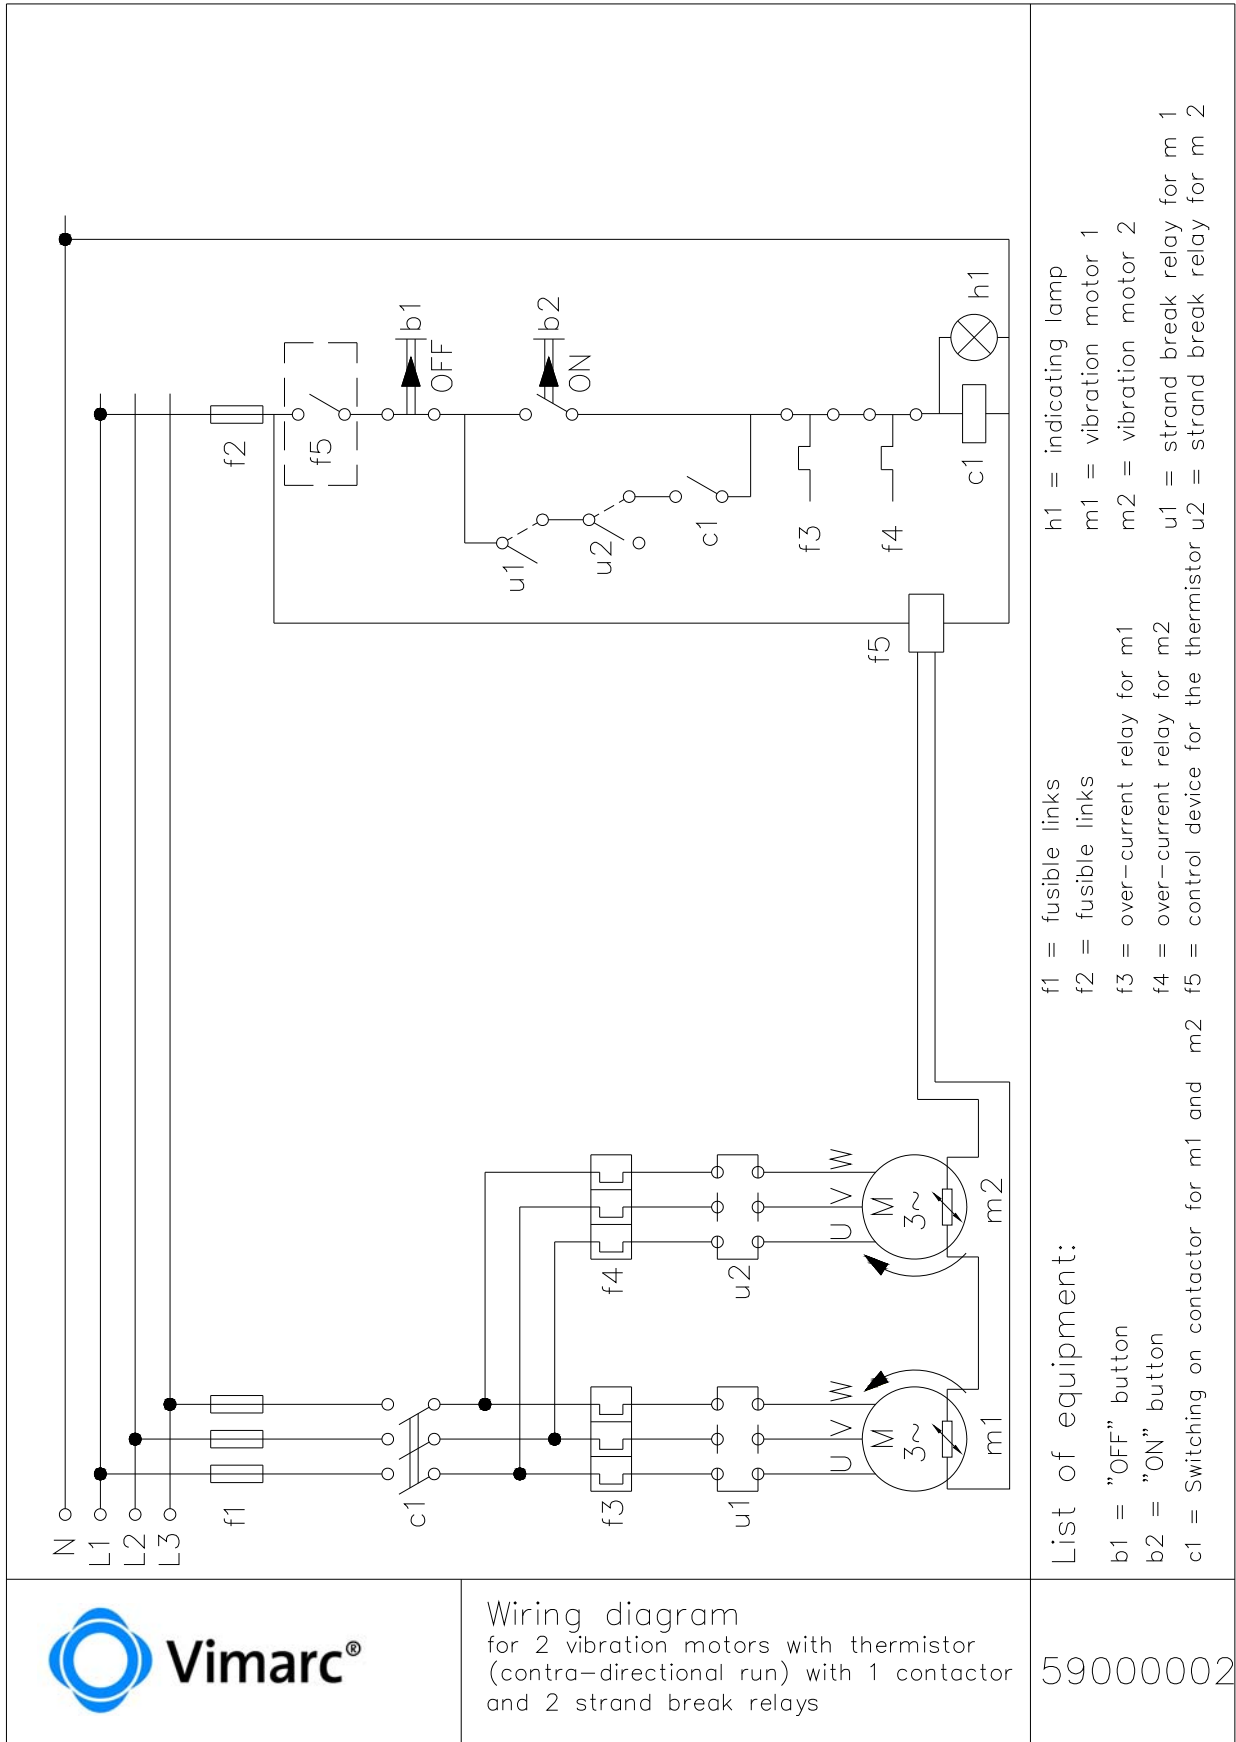 N
L1
L2
L3
f1
c1
f3
u1
U V W
M
3~
m1
f4
u2
U V W
M
3~
m2
f2
f5
b1
OFF
b2
ON
u1
u2
c1
f3
f4
c1
h1
f5
List of equipment:
b1 = "OFF" button
b2 = "ON" button
c1 = Switching on contactor for m1 and m2
f1 = fusible links
f2 = fusible links
f3 = over-current relay for m1
f4 = over-current relay for m2
f5 = control device for the thermistor
h1 = indicating lamp
m1 = vibration motor 1
m2 = vibration motor 2
u1 = strand break relay for m 1
u2 = strand break relay for m 2
Vimarc®
Wiring diagram
for 2 vibration motors with thermistor
(contra-directional run) with 1 contactor
and 2 strand break relays
59000002